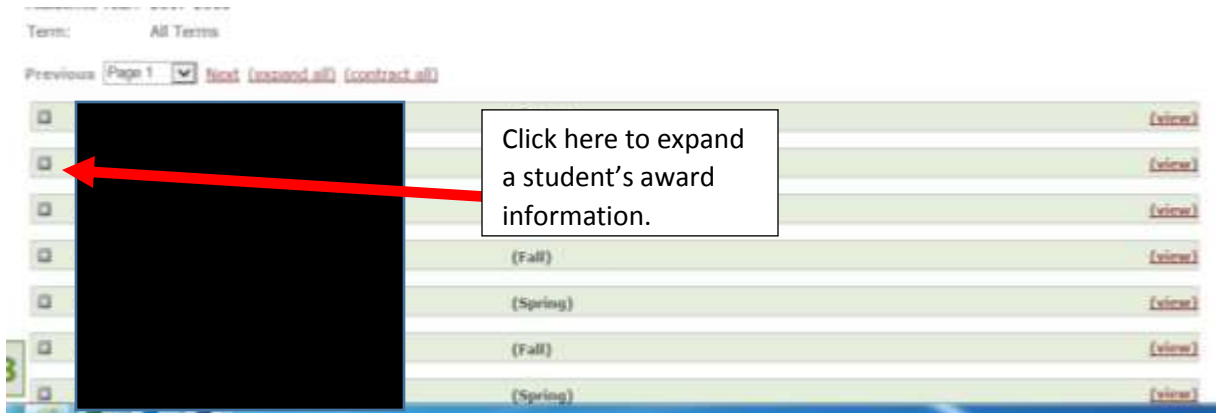 Term: All Terms
Previous Page 1 Next (expand all) (contract all)
(view)
Click here to expand
a student’s award
information.
(view)
(view)
(Fall) (view)
(Spring) (view)
(Fall) (view)
(Spring) (view)